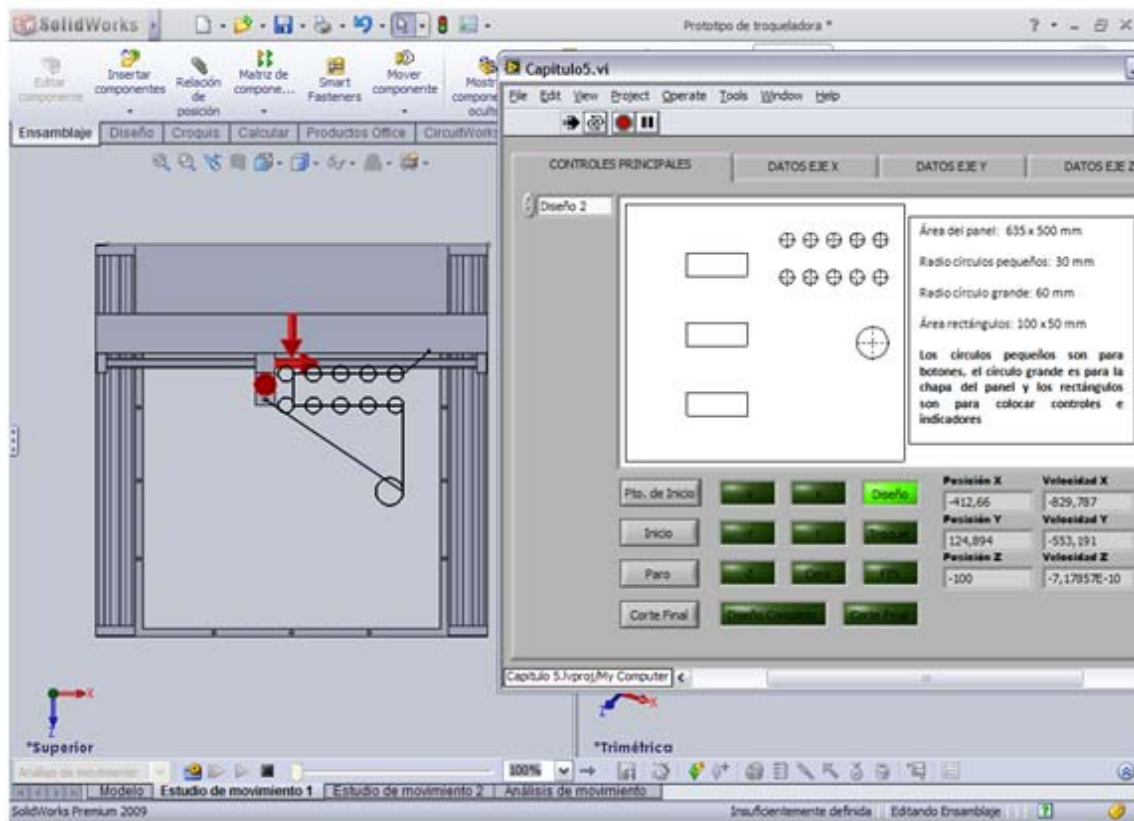 SolidWorks
Prototipo de troqueladora *
Editar componente
Insertar componentes
Relación de posición
Matriz de compone...
Smart Fasteners
Mover componente
Ensamblaje
Diseño
Croquis
Calcular
Productos Office
Capitulo5.vi
File Edit View Project Operate Tools Window Help
CONTROLES PRINCIPALES
DATOS EJE X
DATOS EJE Y
DATOS EJE Z
Diseño 2
Área del panel: 635 x 500 mm
Radio círculos pequeños: 30 mm
Radio círculo grande: 60 mm
Área rectángulos: 100 x 50 mm
Los círculos pequeños son para
botones, el círculo grande es para la
chapa del panel y los rectángulos
son para colocar controles e
indicadores
Pto. de Inicio
Diseño
Posición X
Velocidad X
-412,66
-829,787
Inicio
Troquel
Posición Y
Velocidad Y
124,894
-553,191
Paro
Posición Z
Velocidad Z
-100
-7,17857E-10
Corte Final
Diseño Completo
Corte Final
Capitulo 5.lvproj/My Computer
X
Z
*Superior
X
Z
*Trimétrica
Análisis de movimiento
100%
Modelo
Estudio de movimiento 1
Estudio de movimiento 2
Análisis de movimiento
SolidWorks Premium 2009
Insuficientemente definida
Editando Ensamblaje